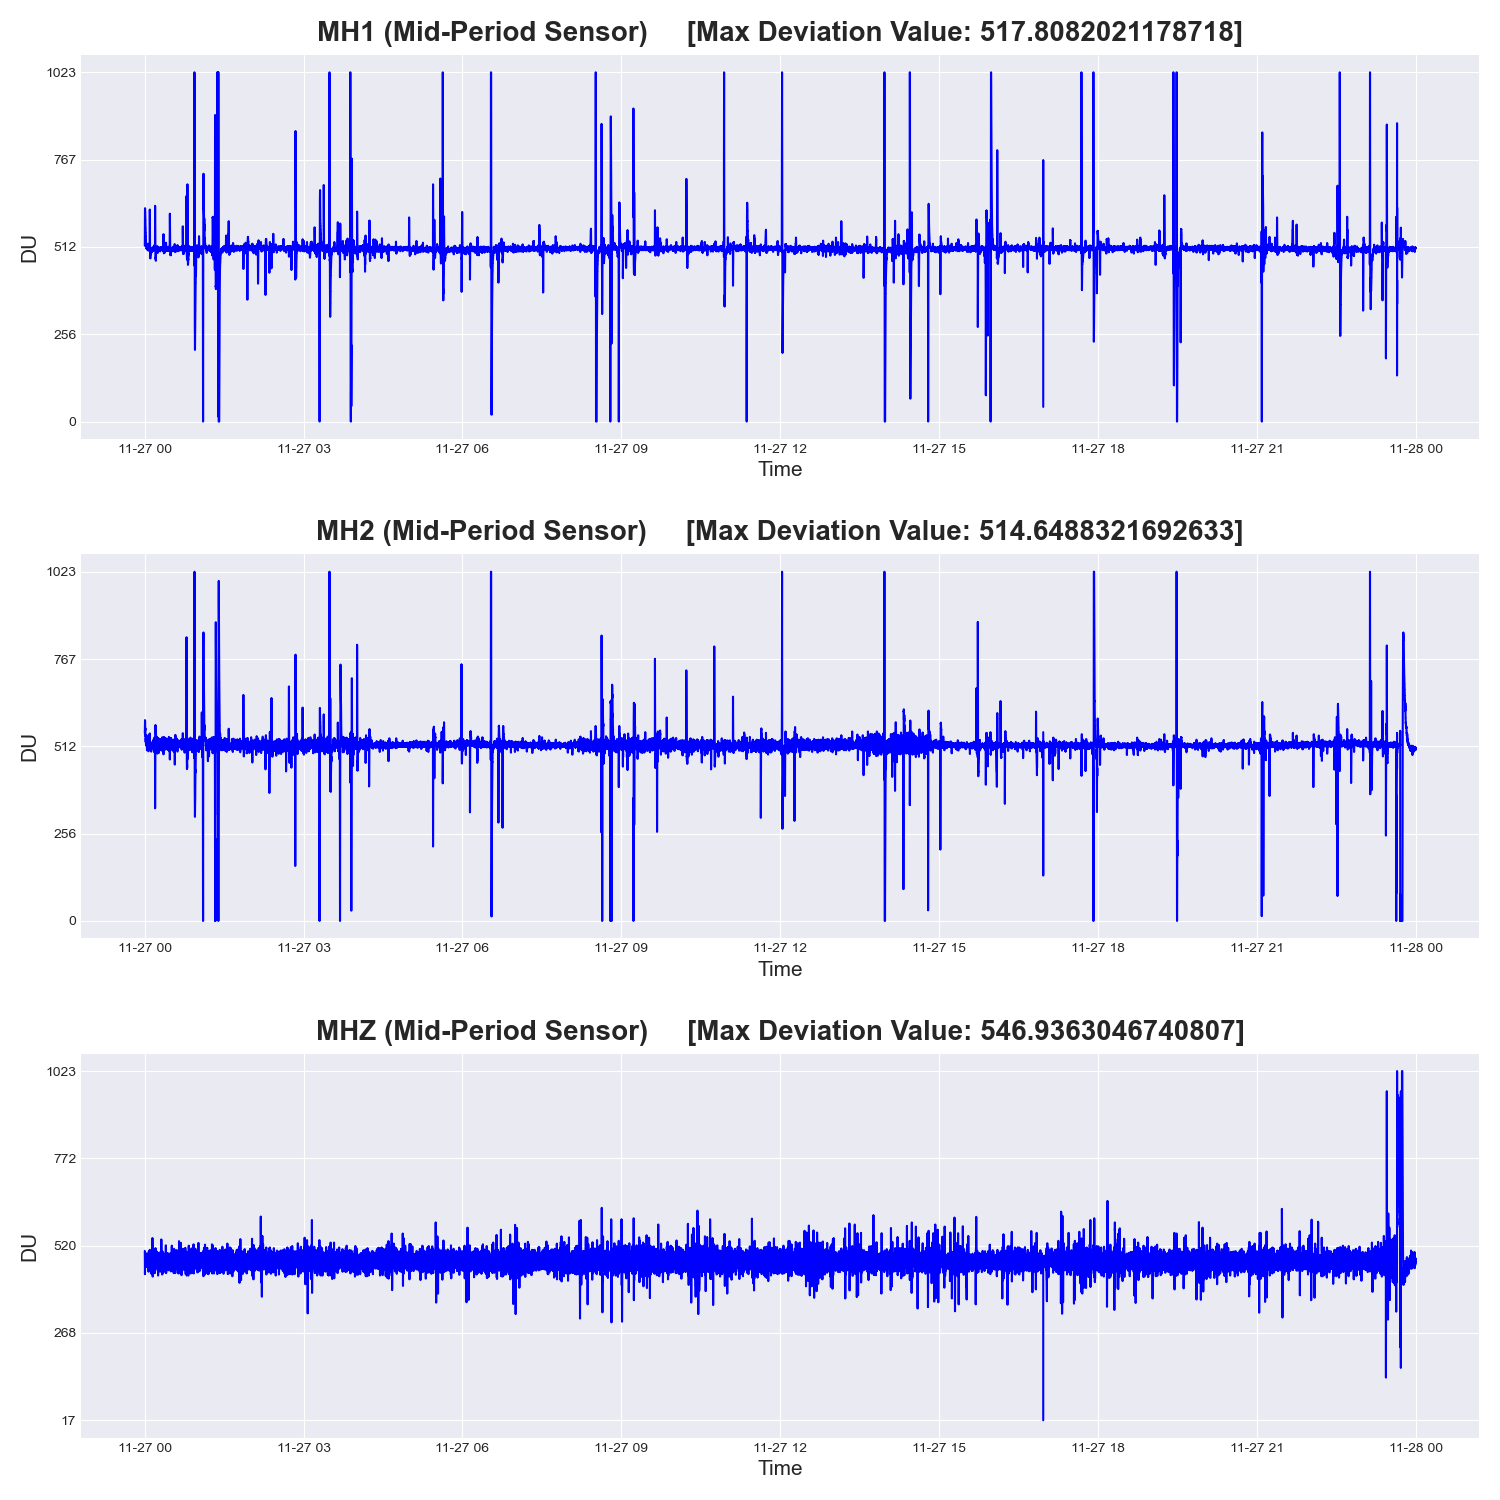 MH1 (Mid-Period Sensor) [Max Deviation Value: 517.8082021178718]
1023
767
512
256
0
DU
11-27 00 11-27 03 11-27 06 11-27 09 11-27 12 11-27 15 11-27 18 11-27 21 11-28 00
Time
MH2 (Mid-Period Sensor) [Max Deviation Value: 514.6488321692633]
1023
767
512
256
0
DU
11-27 00 11-27 03 11-27 06 11-27 09 11-27 12 11-27 15 11-27 18 11-27 21 11-28 00
Time
MHZ (Mid-Period Sensor) [Max Deviation Value: 546.9363046740807]
1023
772
520
268
17
DU
11-27 00 11-27 03 11-27 06 11-27 09 11-27 12 11-27 15 11-27 18 11-27 21 11-28 00
Time